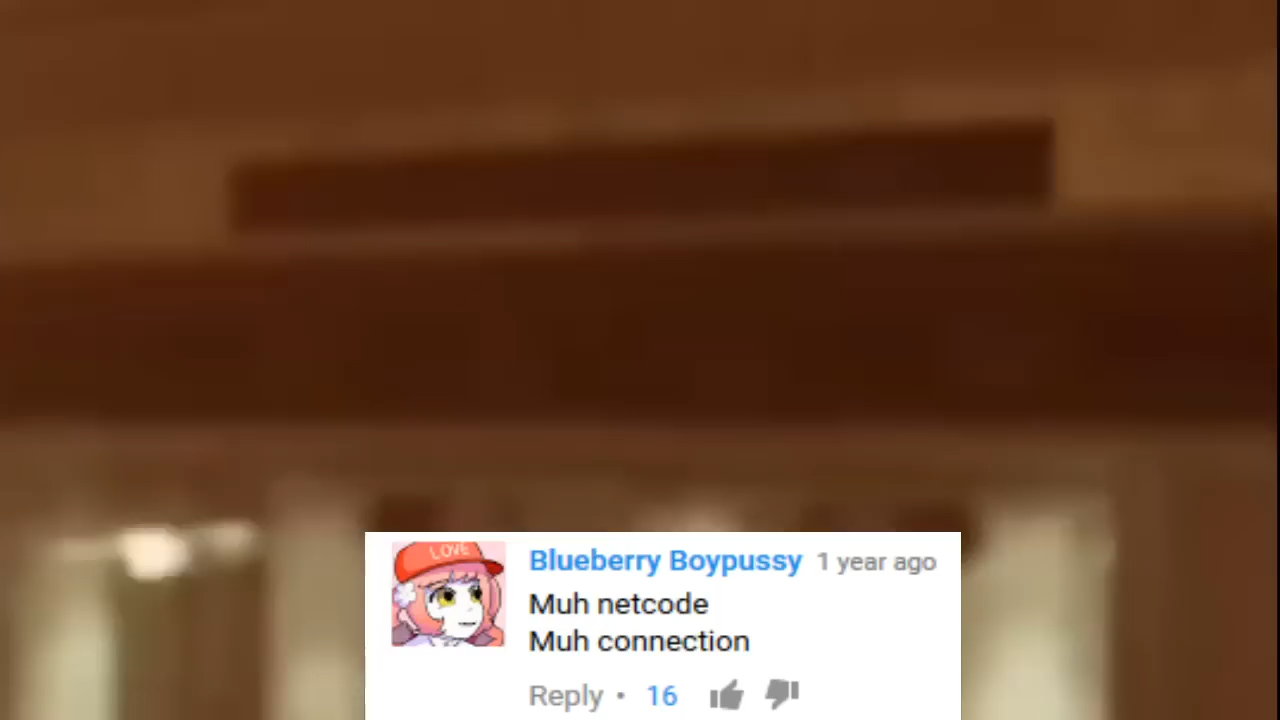 LOVE
Blueberry Boypussy 1 year ago
Muh netcode
Muh connection
Reply • 16